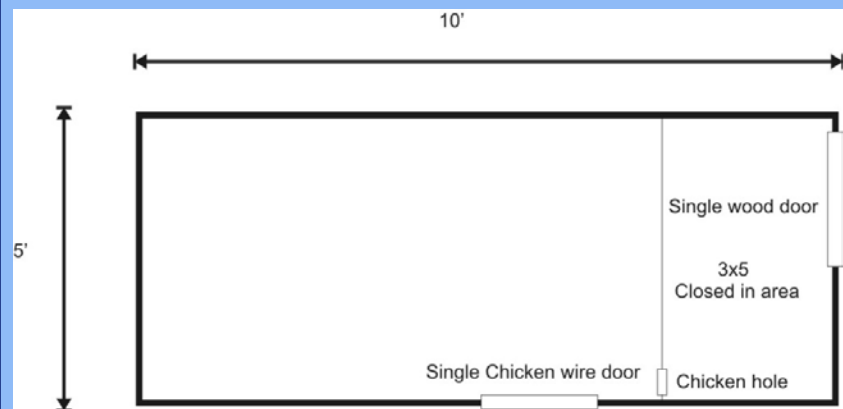 10’
5’
Single wood door
3x5
Closed in area
Single Chicken wire door
Chicken hole